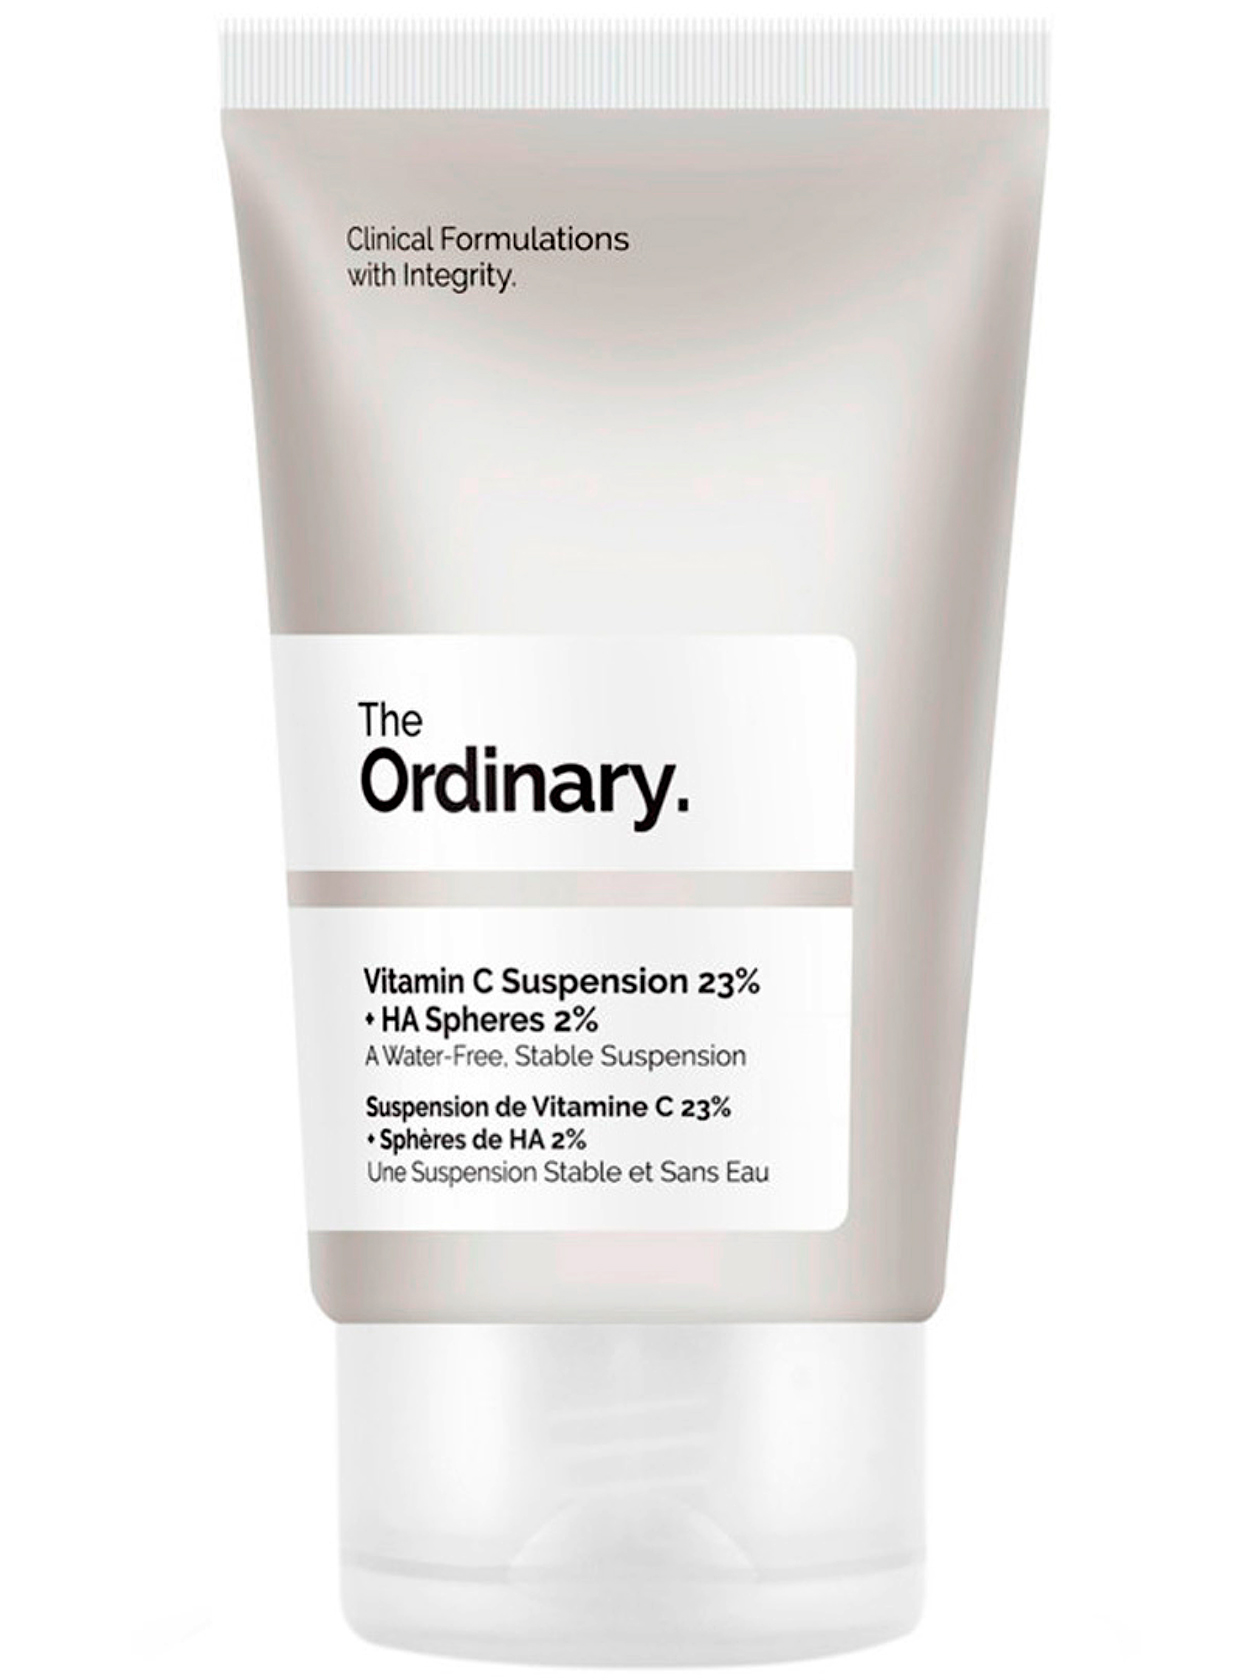 Clinical Formulations
with Integrity.
The
Ordinary.
Vitamin C Suspension 23%
+ HA Spheres 2%
A Water-Free, Stable Suspension
Suspension de Vitamine C 23%
+ Sphères de HA 2%
Une Suspension Stable et Sans Eau